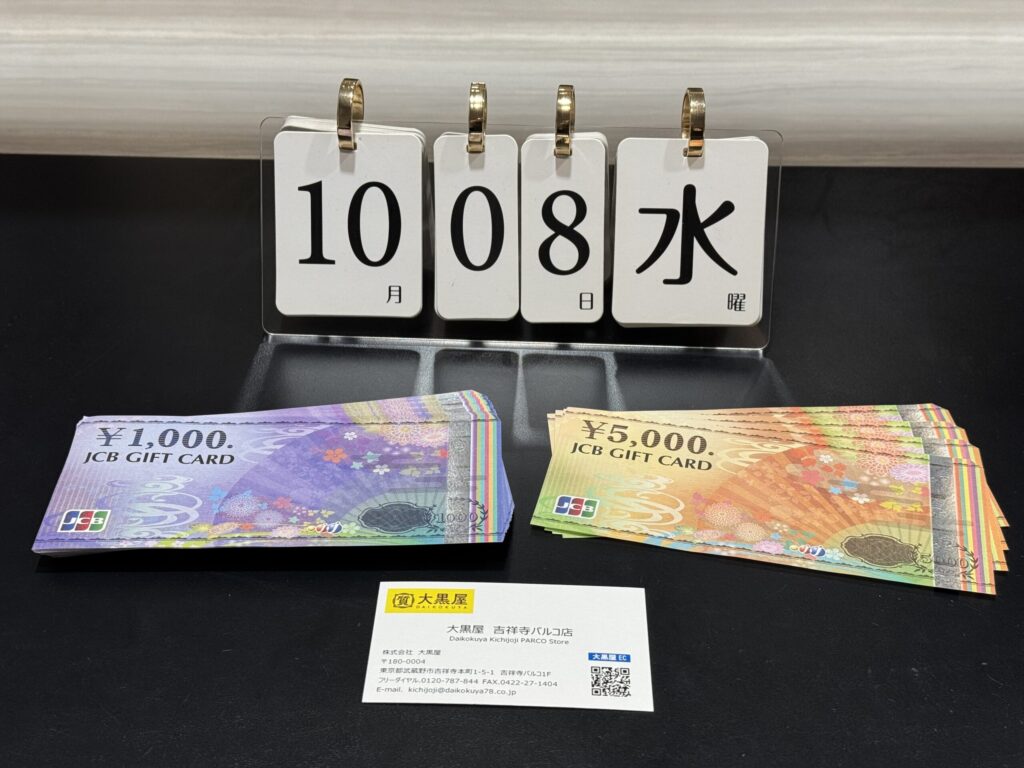 10
月
0
8
日
水
曜
¥1,000.
JCB GIFT CARD
JCB
1000
¥5,000.
JCB GIFT CARD
JCB
質 大黒屋
DAIKOKUYA
大黒屋 吉祥寺パルコ店
Daikokuya Kichijoji PARCO Store
株式会社 大黒屋
〒180-0004
東京都武蔵野市吉祥寺本町1-5-1 吉祥寺パルコ1F
フリーダイヤル.0120-787-844 FAX.0422-27-1404
E-mail. kichijoji@daikokuya78.co.jp
大黒屋 EC